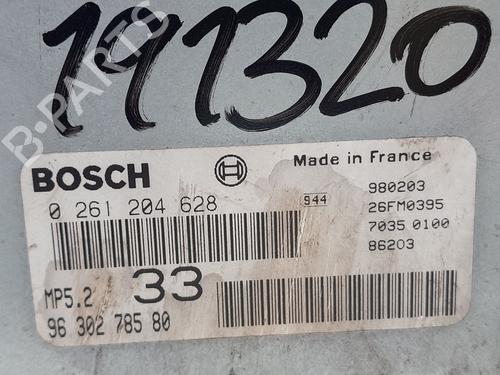 191320
B-PARTS
BOSCH
Made in France
0 261 204 628
944
980203
26FM0395
7035 0100
86203
MP5.2
33
96 302 785 80